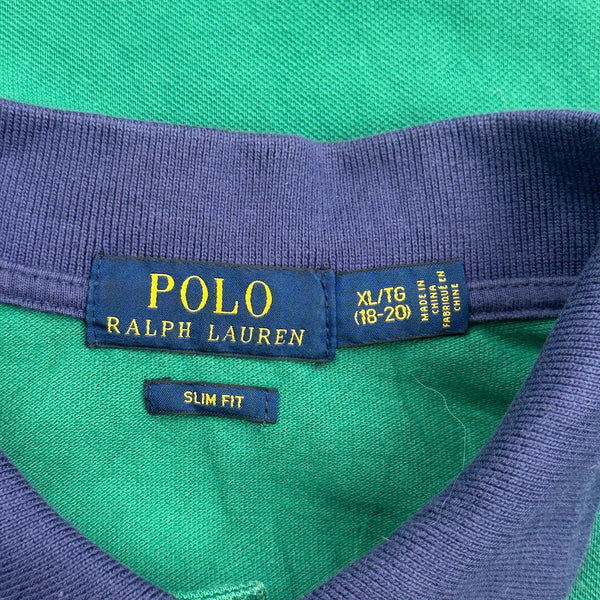 POLO
RALPH LAUREN
XL/TG
(18-20)
MADE IN
CHINA
FABRIQUÉ EN
CHINE
SLIM FIT